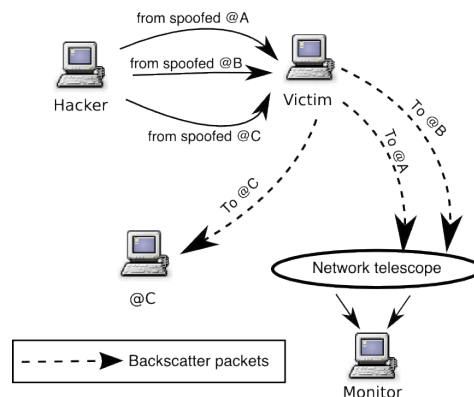 from spoofed @A
from spoofed @B
from spoofed @C
Hacker
Victim
To @B
To @A
To @C
@C
Network telescope
Backscatter packets
Monitor